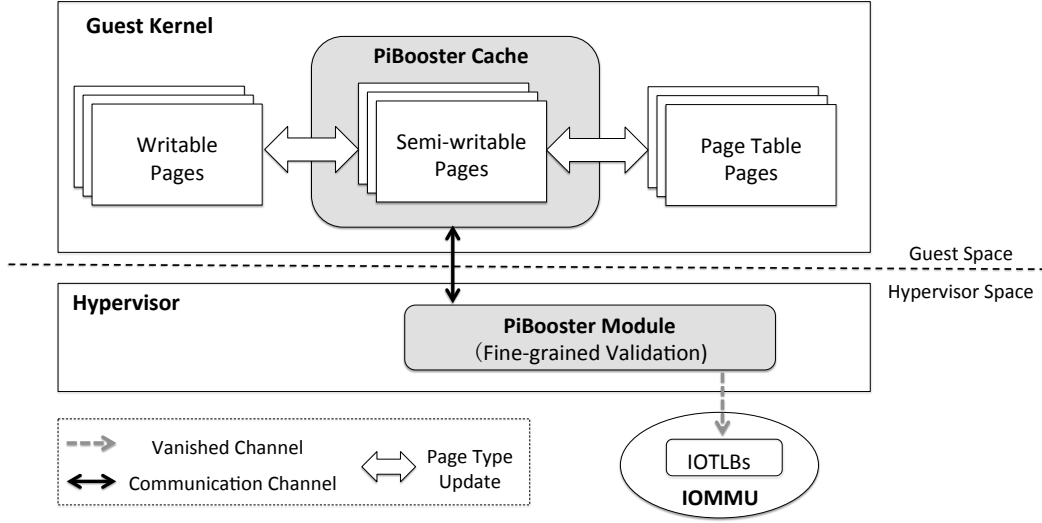 Guest Kernel
PiBooster Cache
Writable
Pages
Semi-writable
Pages
Page Table
Pages
Guest Space
Hypervisor Space
Hypervisor
PiBooster Module
(Fine-grained Validation)
Vanished Channel
Communication Channel
Page Type
Update
IOTLBs
IOMMU